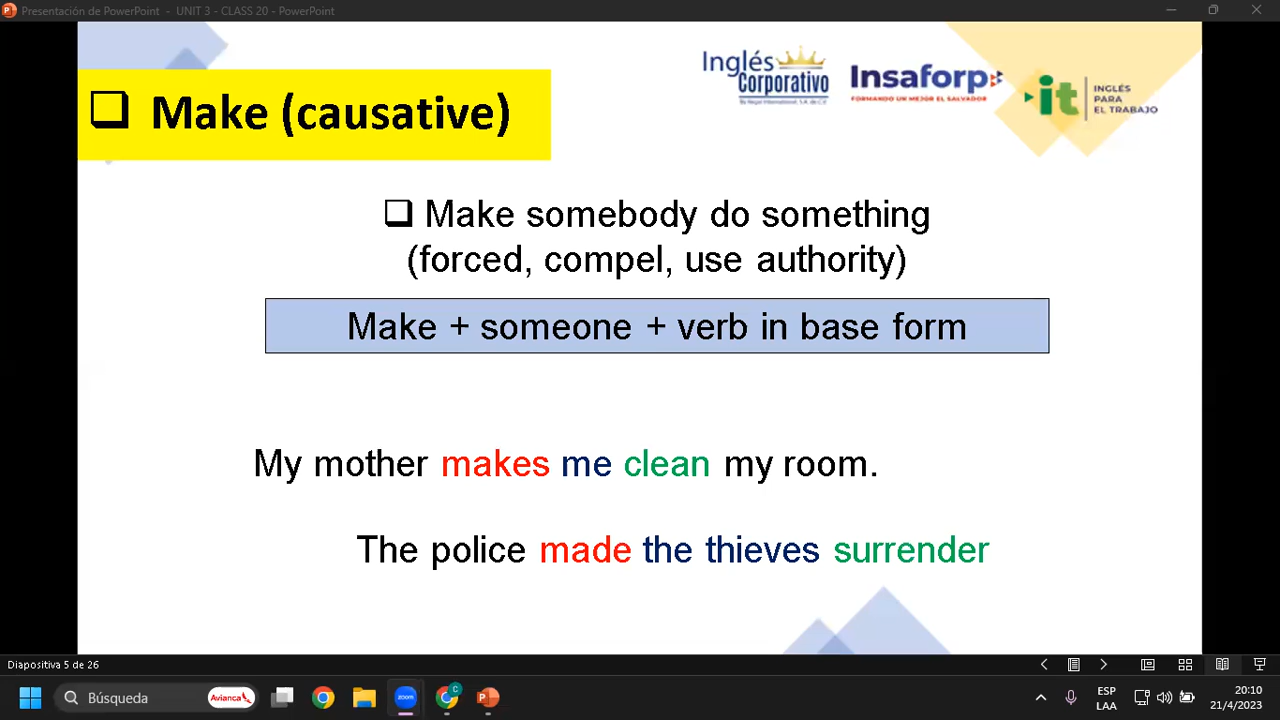 Presentación de PowerPoint - UNIT 3 - CLASS 20 - PowerPoint
Inglés
Corporativo
Insaforp
FORMANDO UN MEJOR EL SALVADOR
it
INGLÉS
PARA
EL TRABAJO
Make (causative)
Make somebody do something
(forced, compel, use authority)
Make + someone + verb in base form
My mother makes me clean my room.
The police made the thieves surrender
Diapositiva 5 de 26
Búsqueda
Avianca
zoom
C
ESP
LAA
20:10
21/4/2023